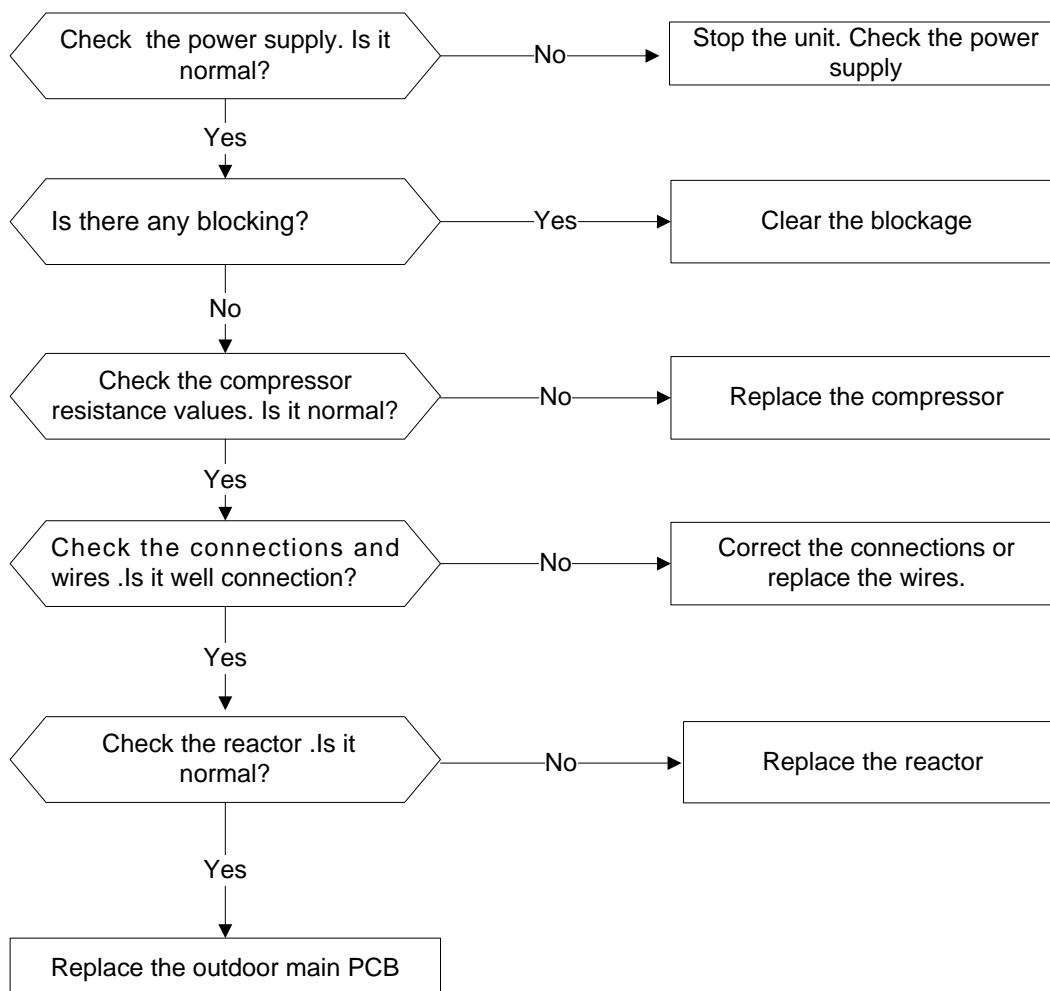 Check the power supply. Is it
normal?
No
Stop the unit. Check the power
supply
Yes
Is there any blocking?
Yes
Clear the blockage
No
Check the compressor
resistance values. Is it normal?
No
Replace the compressor
Yes
Check the connections and
wires .Is it well connection?
No
Correct the connections or
replace the wires.
Yes
Check the reactor .Is it
normal?
No
Replace the reactor
Yes
Replace the outdoor main PCB